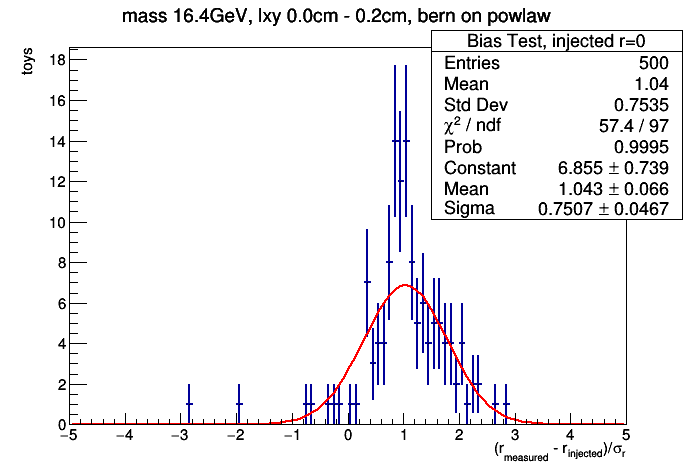 mass 16.4GeV, lxy 0.0cm - 0.2cm, bern on powlaw
Bias Test, injected r=0
Entries 500
Mean 1.04
Std Dev 0.7535
χ² / ndf 57.4 / 97
Prob 0.9995
Constant 6.855 ± 0.739
Mean 1.043 ± 0.066
Sigma 0.7507 ± 0.0467
toys
18
16
14
12
10
8
6
4
2
0
−5 −4 −3 −2 −1 0 1 2 3 4 5
(r_measured - r_injected)/σ_r